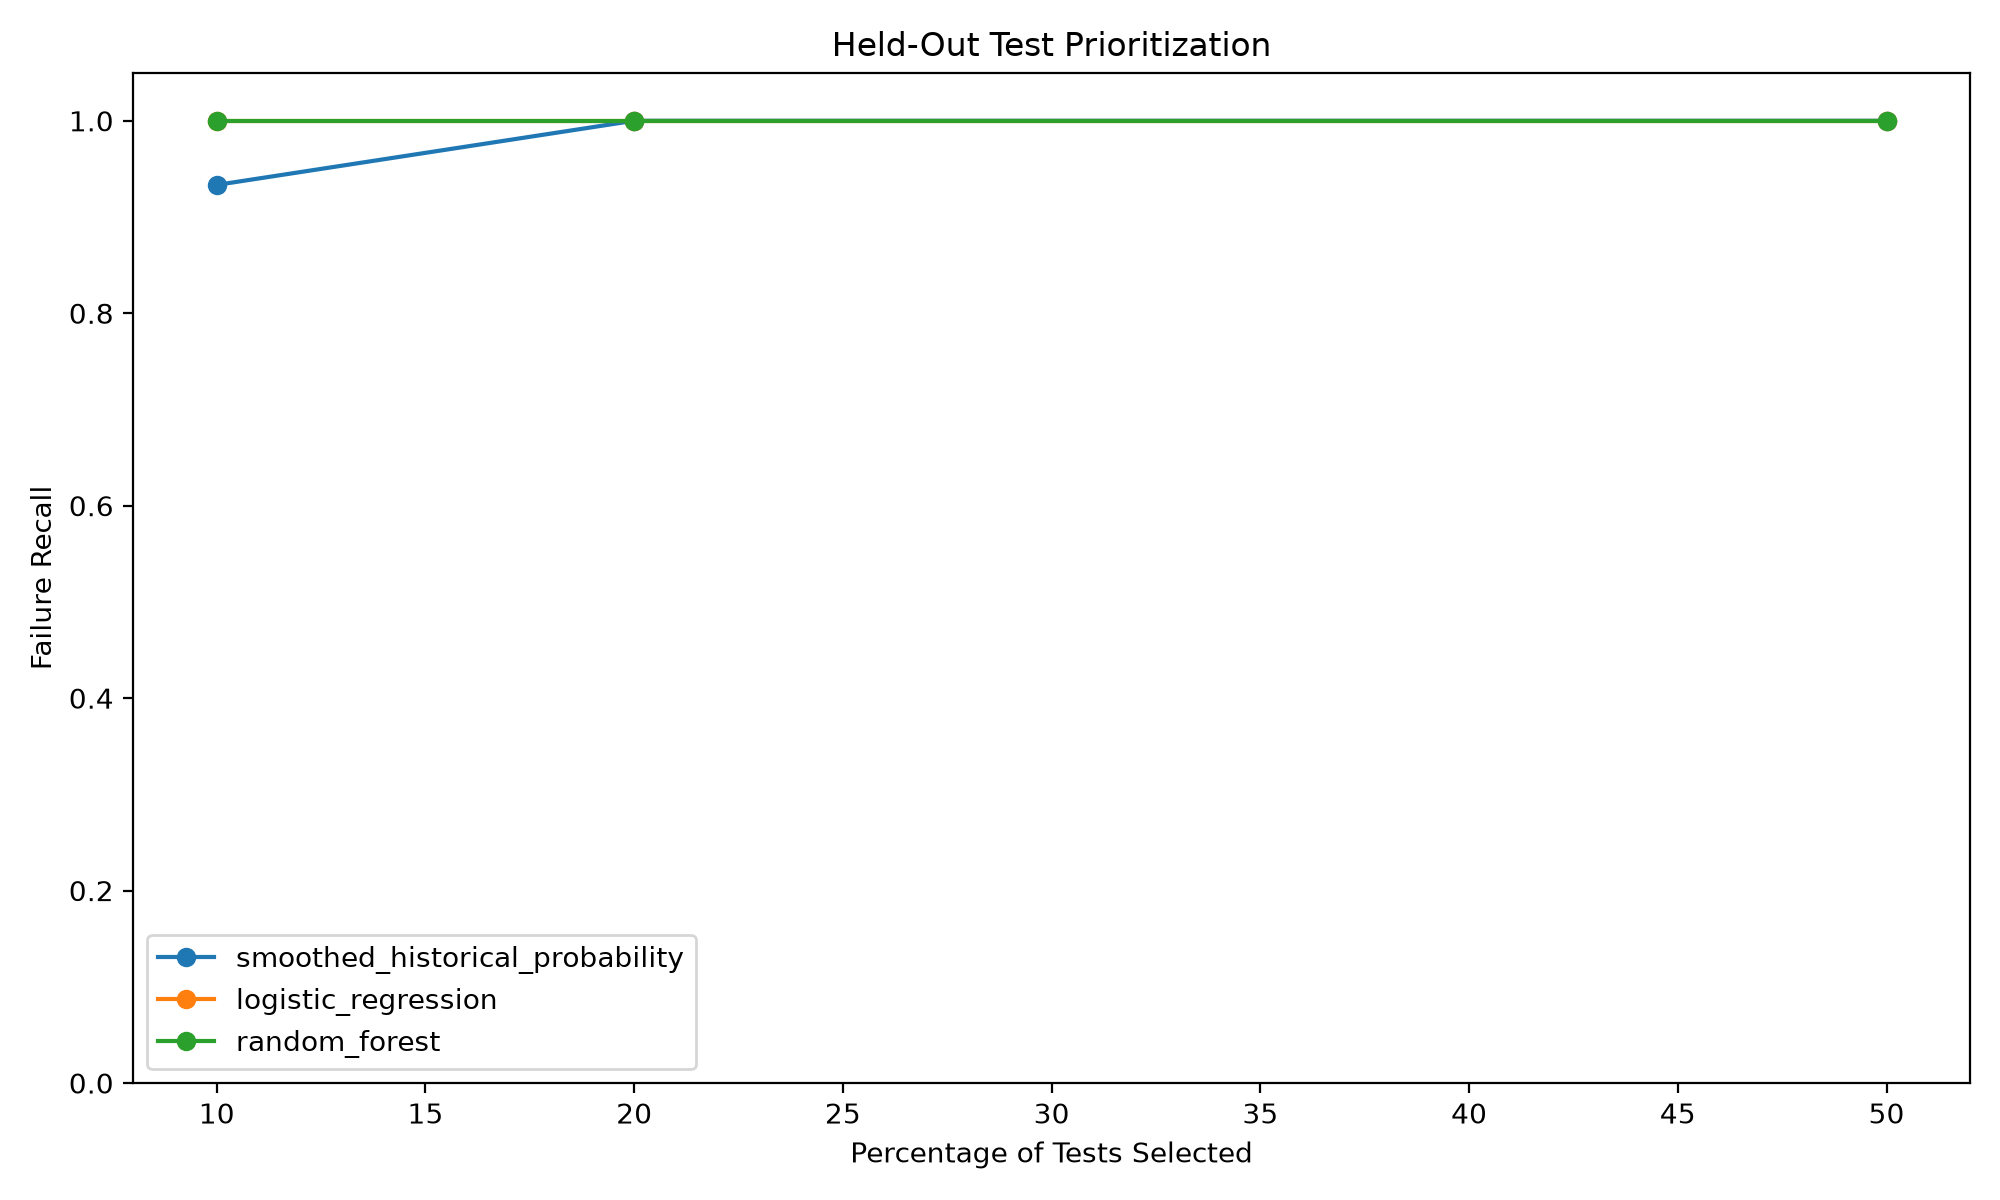 Held-Out Test Prioritization
1.0
0.8
0.6
0.4
0.2
0.0
Failure Recall
smoothed_historical_probability
logistic_regression
random_forest
10 15 20 25 30 35 40 45 50
Percentage of Tests Selected